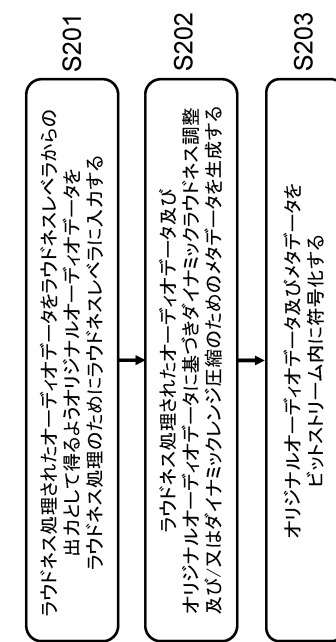 S201
ラウドネス処理されたオーディオデータをラウドネスレベラからの
出力として得るようオリジナルオーディオデータを
ラウドネス処理のためにラウドネスレベラに入力する
S202
ラウドネス処理されたオーディオデータ及び
オリジナルオーディオデータに基づきダイナミックラウドネス調整
及び/又はダイナミックレンジ圧縮のためのメタデータを生成する
S203
オリジナルオーディオデータ及びメタデータを
ビットストリーム内に符号化する